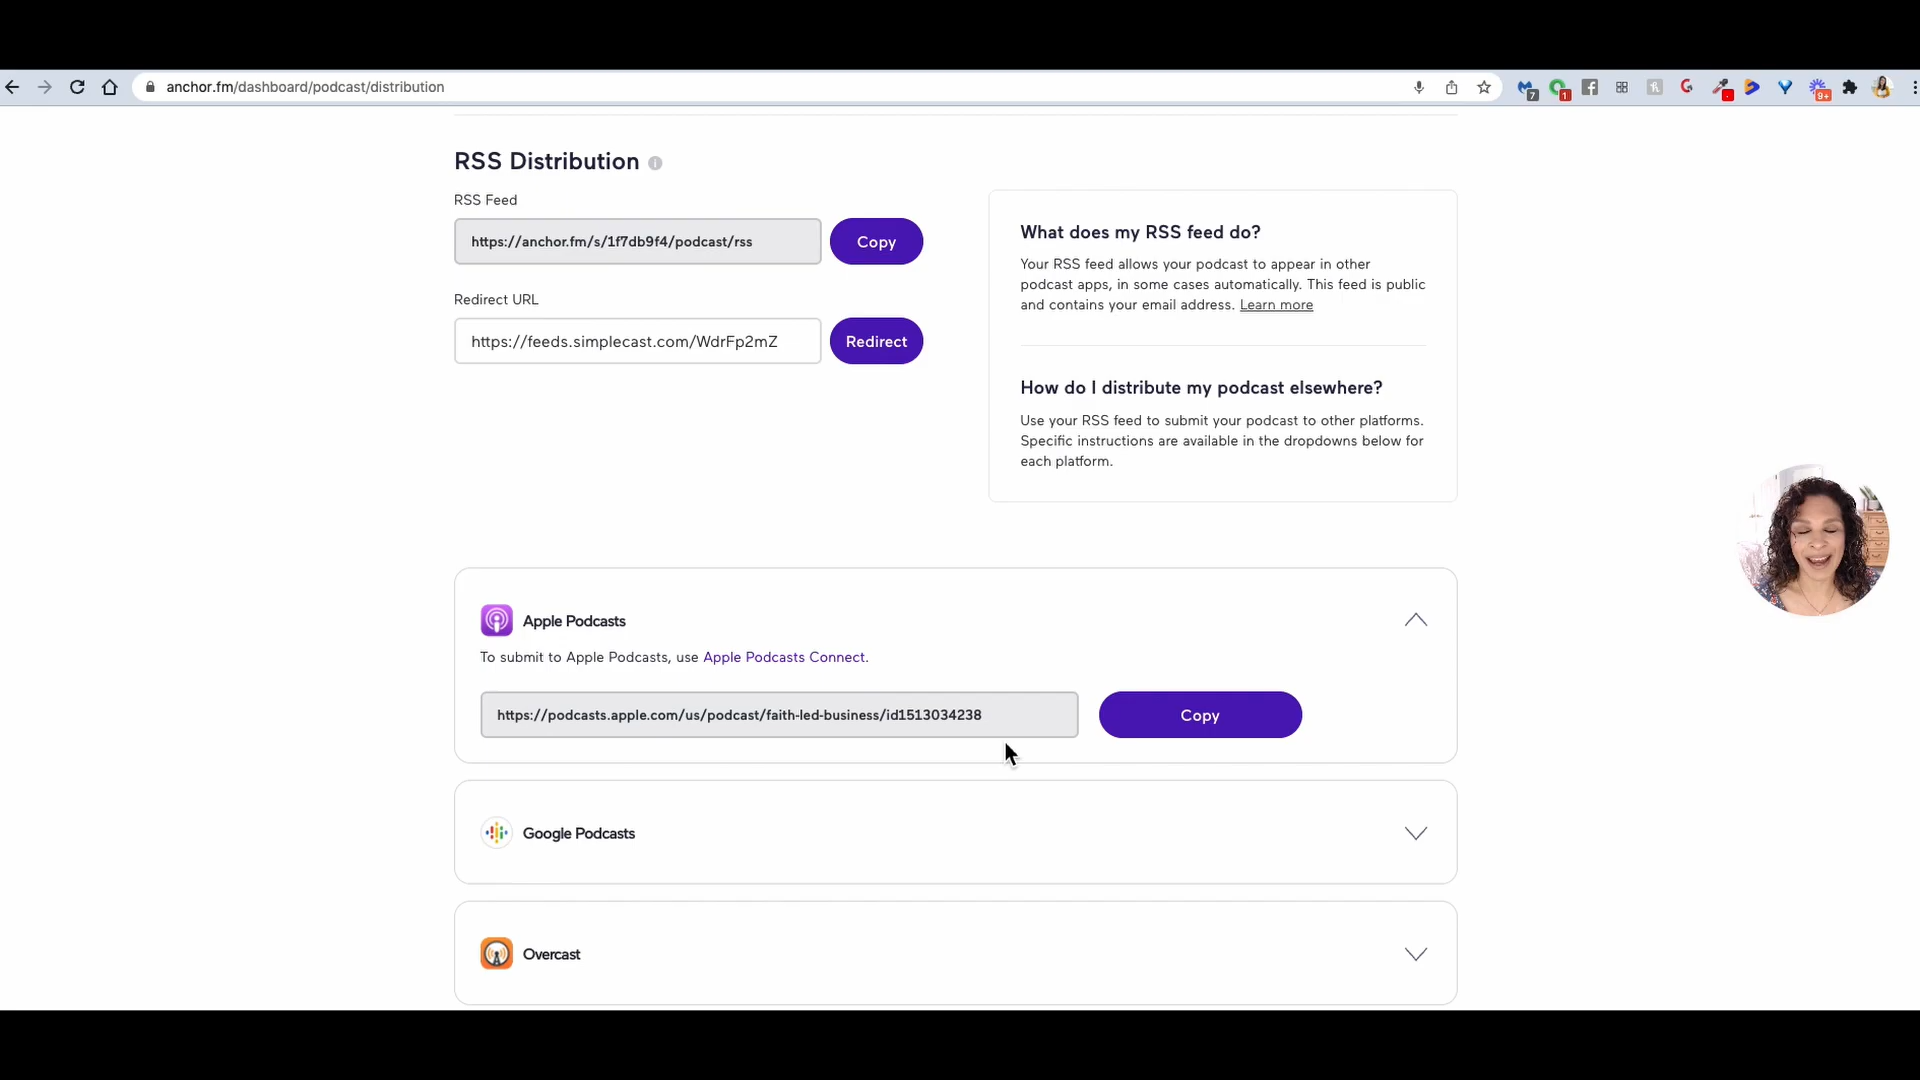 anchor.fm/dashboard/podcast/distribution
7
1
9+
RSS Distribution
RSS Feed
https://anchor.fm/s/1f7db9f4/podcast/rss
Copy
Redirect URL
https://feeds.simplecast.com/WdrFp2mZ
Redirect
What does my RSS feed do?
Your RSS feed allows your podcast to appear in other
podcast apps, in some cases automatically. This feed is public
and contains your email address. Learn more
How do I distribute my podcast elsewhere?
Use your RSS feed to submit your podcast to other platforms.
Specific instructions are available in the dropdowns below for
each platform.
Apple Podcasts
To submit to Apple Podcasts, use Apple Podcasts Connect.
https://podcasts.apple.com/us/podcast/faith-led-business/id1513034238
Copy
Google Podcasts
Overcast